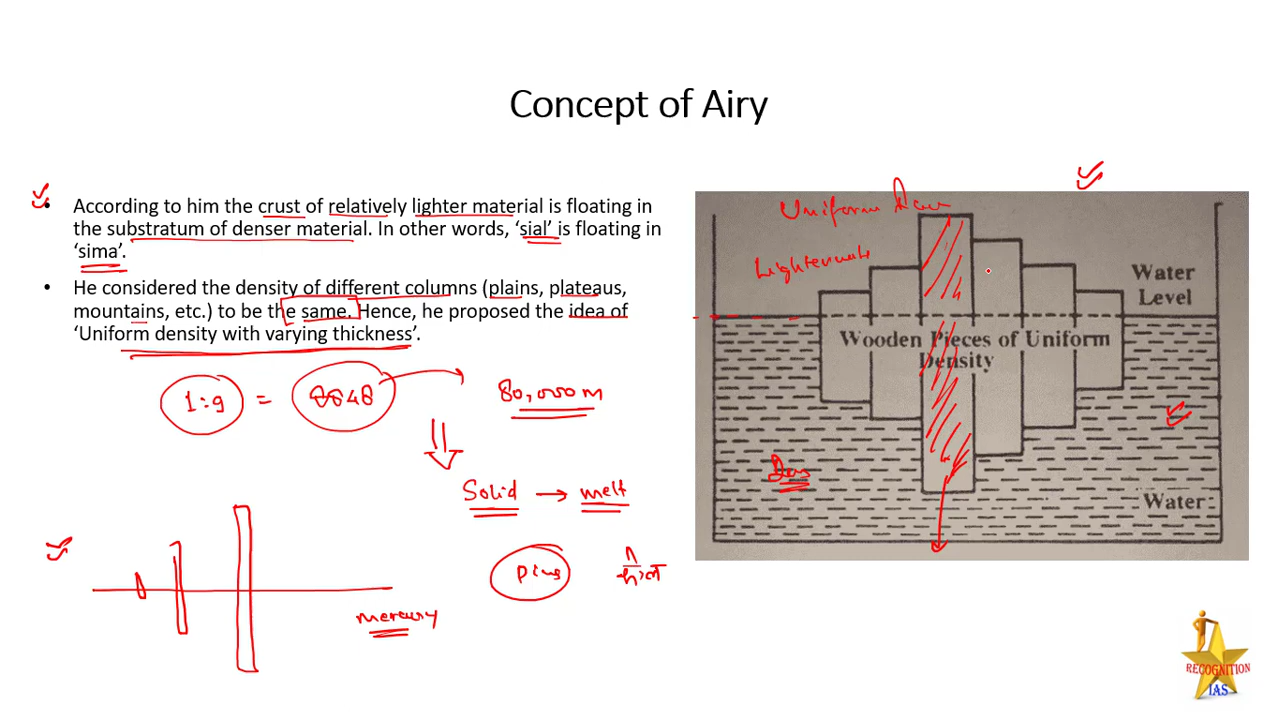 Concept of Airy
• According to him the crust of relatively lighter material is floating in
the substratum of denser material. In other words, ‘sial’ is floating in
‘sima’.
• He considered the density of different columns (plains, plateaus,
mountains, etc.) to be the same. Hence, he proposed the idea of
‘Uniform density with varying thickness’.
1:9 = 8848
80,000m
Solid → melt
mercury
Uniform
Water
Level
Wooden Pieces of Uniform
Density
Water
RECOGNITION
IAS